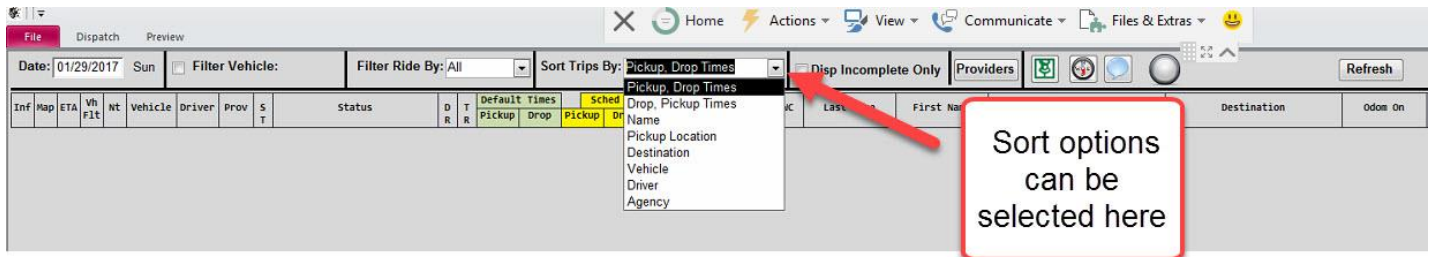 Home Actions View Communicate Files & Extras
File Dispatch Preview
Date: 01/29/2017 Sun Filter Vehicle: Filter Ride By: All Sort Trips By: Pickup, Drop Times Disp Incomplete Only Providers Refresh
Pickup, Drop Times
Drop, Pickup Times
Name
Pickup Location
Destination
Vehicle
Driver
Agency
Inf Map ETA Vh Flt Nt Vehicle Driver Prov S T Status D R T R Default Times Sched
Pickup Drop Pickup
First Destination Odom On
Sort options
can be
selected here